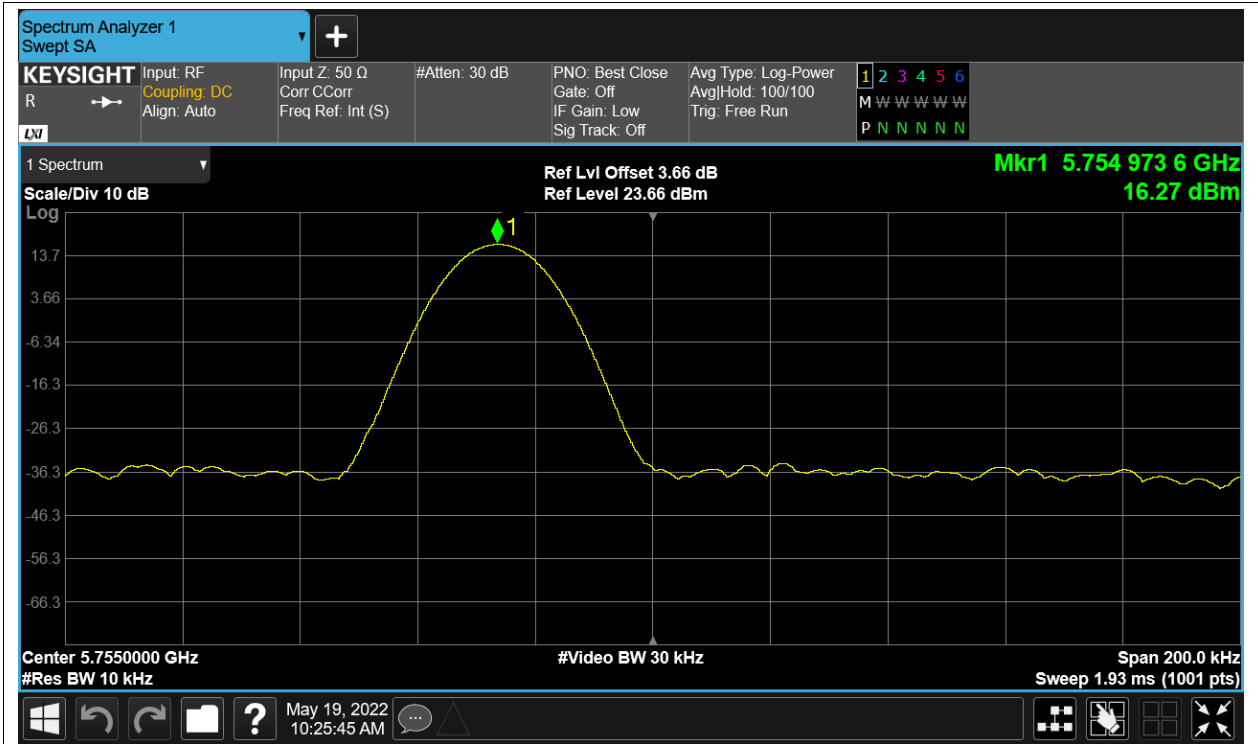 Spectrum Analyzer 1
Swept SA
KEYSIGHT
R
LXI
Input: RF
Coupling: DC
Align: Auto
Input Z: 50 Ω
Corr CCorr
Freq Ref: Int (S)
#Atten: 30 dB
PNO: Best Close
Gate: Off
IF Gain: Low
Sig Track: Off
Avg Type: Log-Power
Avg|Hold: 100/100
Trig: Free Run
1 2 3 4 5 6
M W W W W W
P N N N N N
1 Spectrum
Scale/Div 10 dB
Log
Ref Lvl Offset 3.66 dB
Ref Level 23.66 dBm
Mkr1 5.754 973 6 GHz
16.27 dBm
1
13.7
3.66
-6.34
-16.3
-26.3
-36.3
-46.3
-56.3
-66.3
Center 5.7550000 GHz
#Res BW 10 kHz
#Video BW 30 kHz
Span 200.0 kHz
Sweep 1.93 ms (1001 pts)
?
May 19, 2022
10:25:45 AM